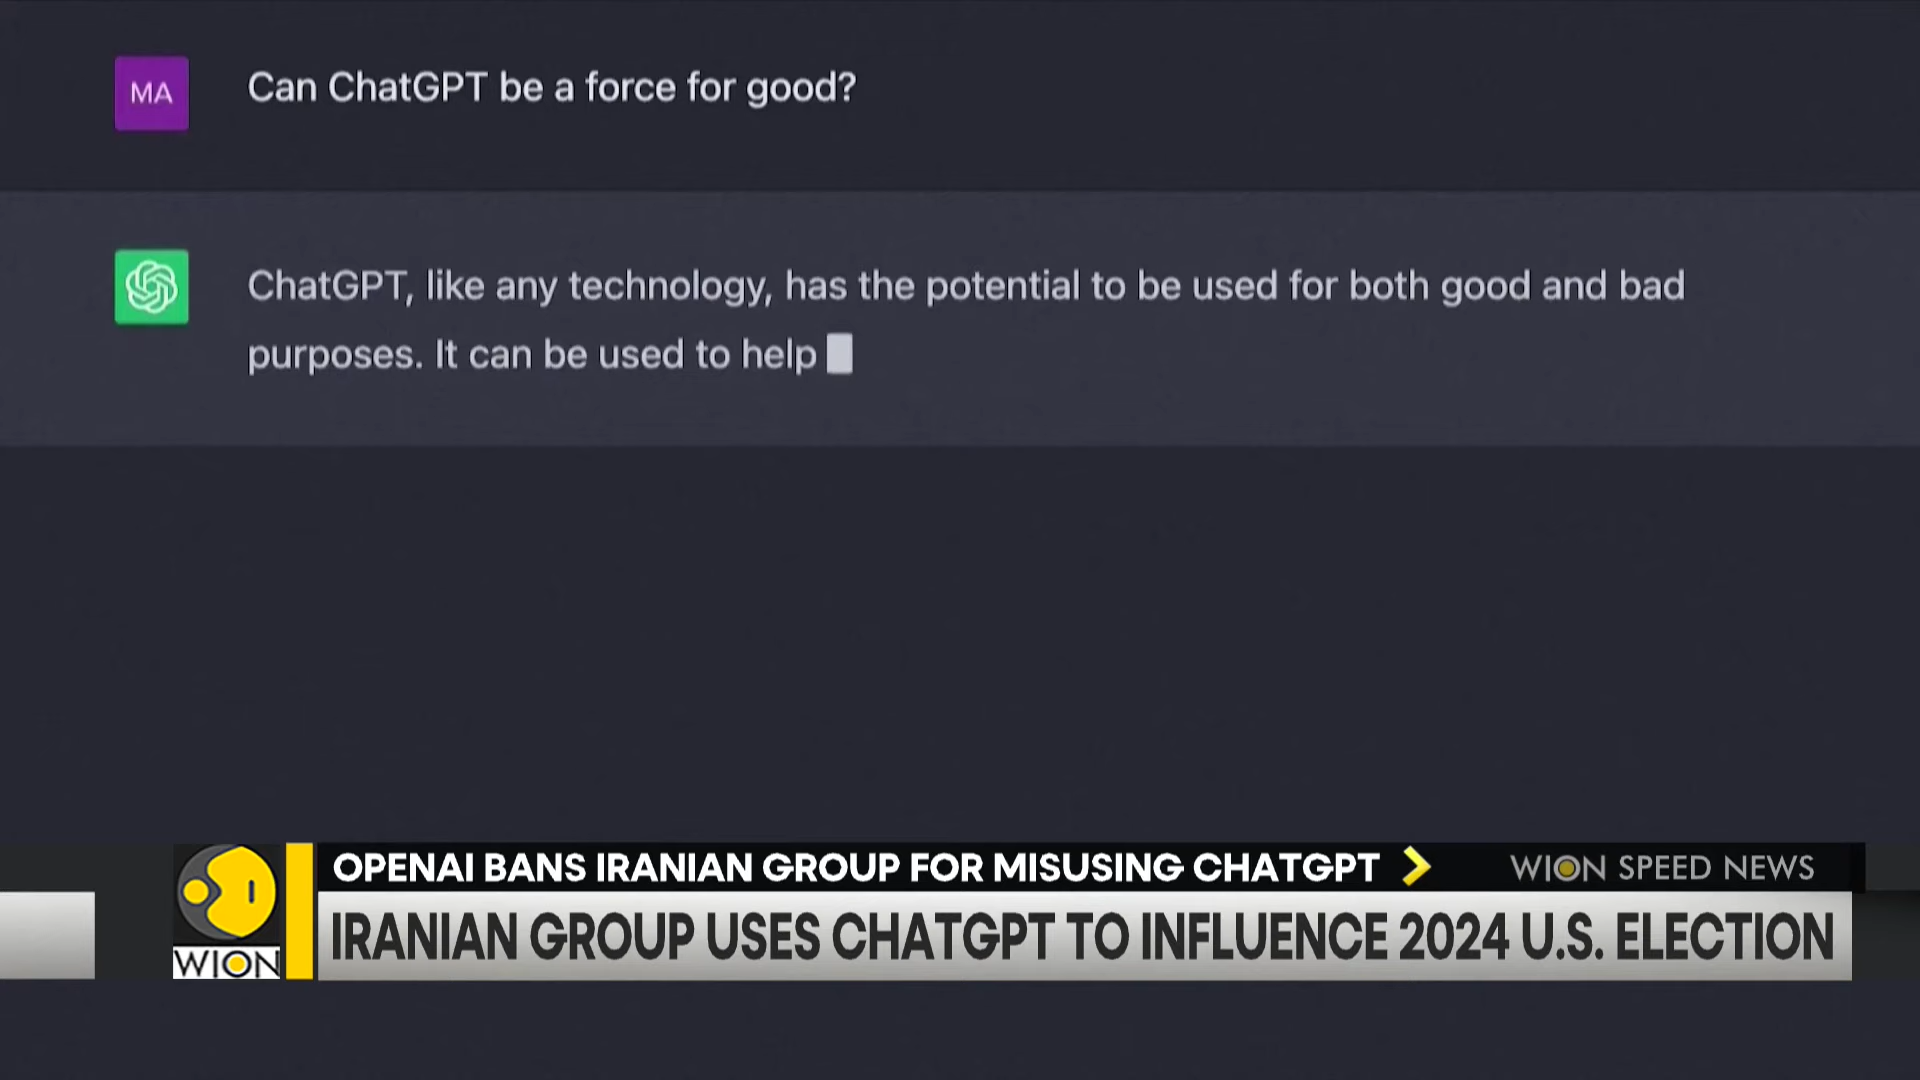 MA
Can ChatGPT be a force for good?
ChatGPT, like any technology, has the potential to be used for both good and bad
purposes. It can be used to help
OPENAI BANS IRANIAN GROUP FOR MISUSING CHATGPT
WION SPEED NEWS
IRANIAN GROUP USES CHATGPT TO INFLUENCE 2024 U.S. ELECTION
WION